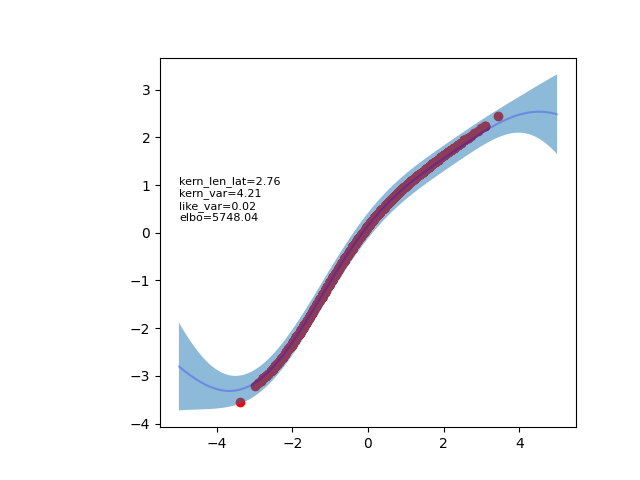 3
2
1
kern_len_lat=2.76
kern_var=4.21
like_var=0.02
elbo=5748.04
0
−1
−2
−3
−4
−4 −2 0 2 4